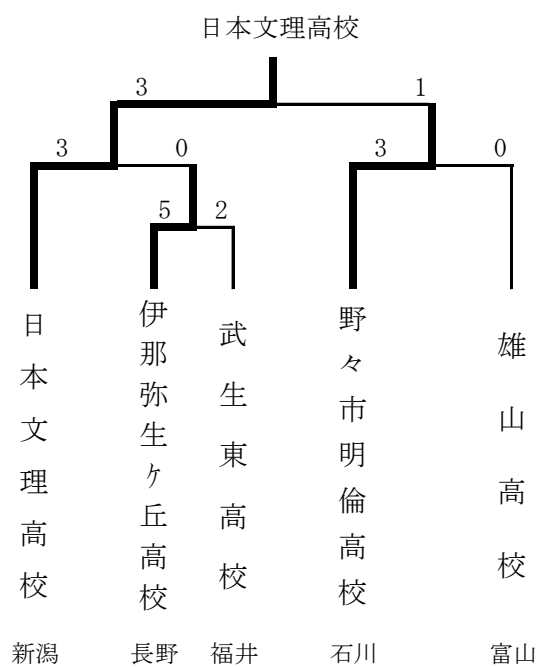 日本文理高校
3 1
3 0 3 0
5 2
日本文理高校
伊那弥生ケ丘高校
武生東高校
野々市明倫高校
雄山高校
新潟 長野 福井 石川 富山